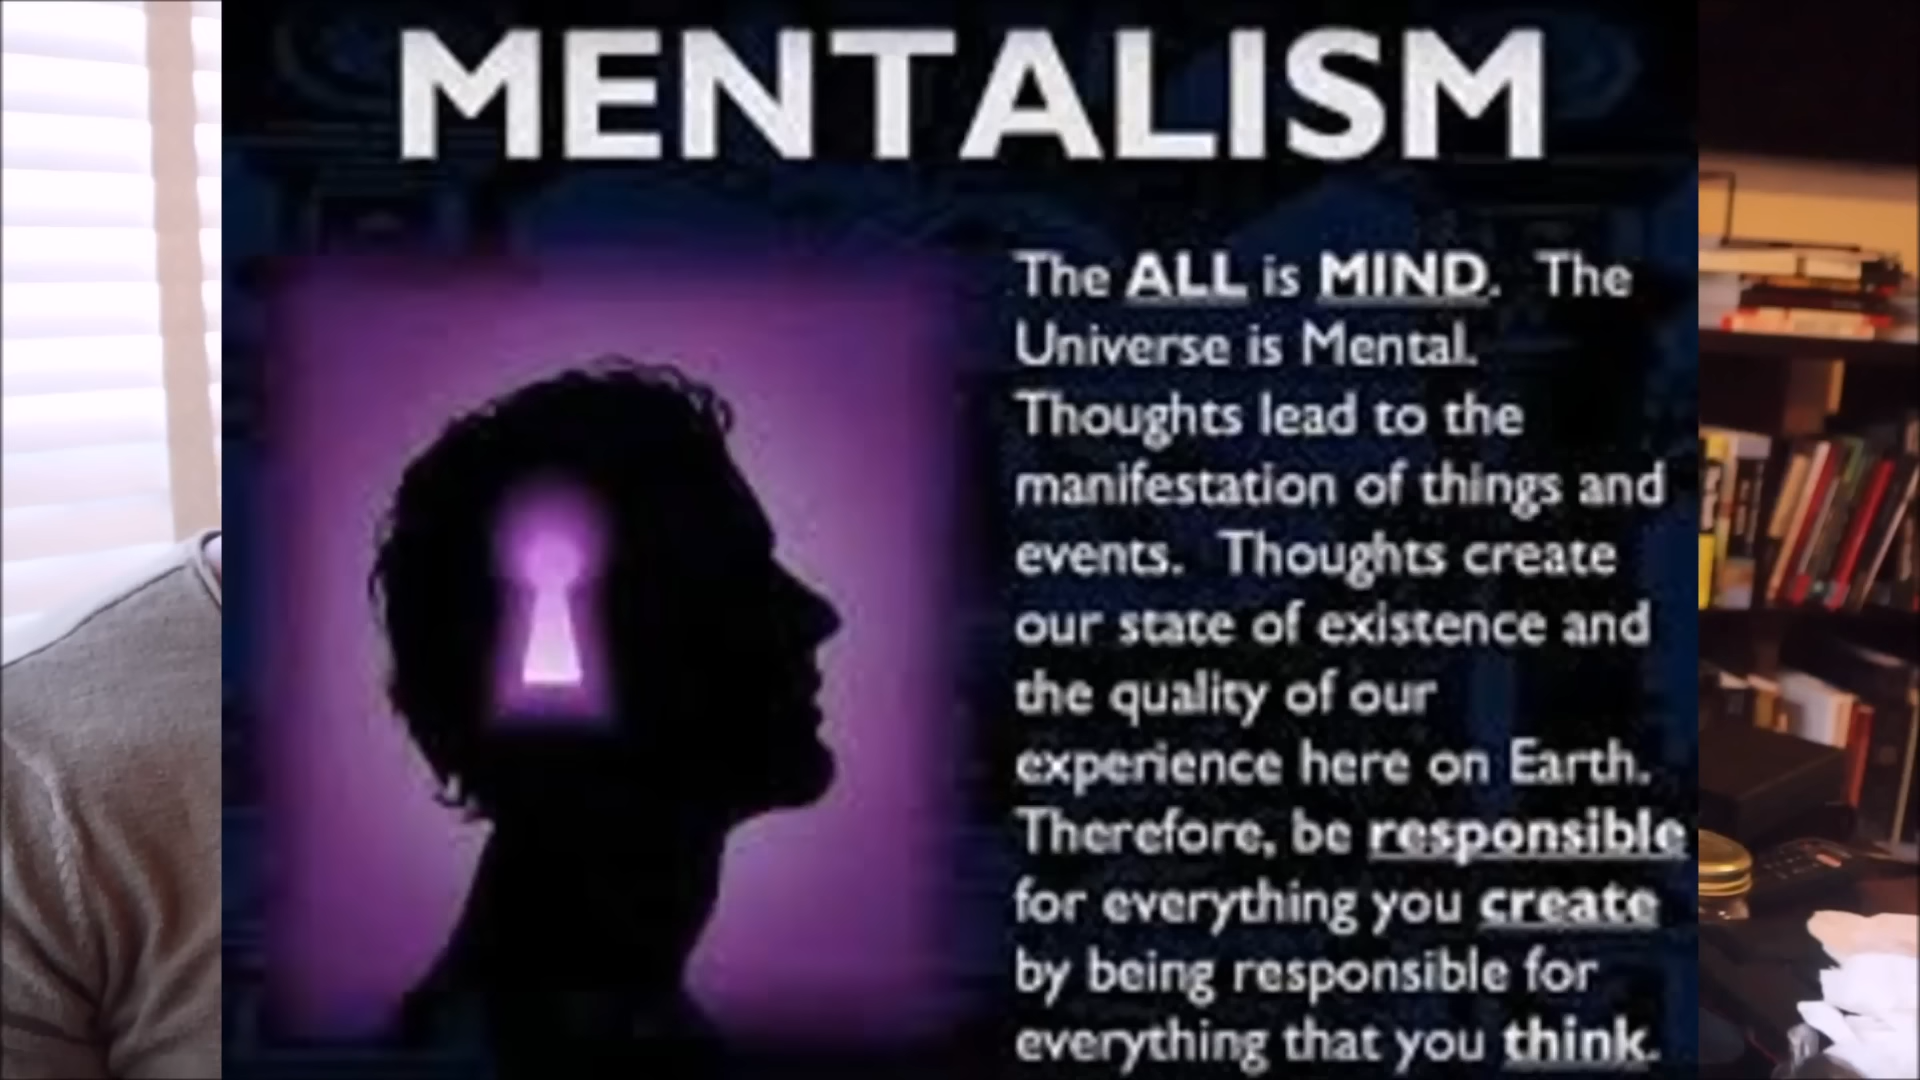 MENTALISM
The ALL is MIND. The
Universe is Mental.
Thoughts lead to the
manifestation of things and
events. Thoughts create
our state of existence and
the quality of our
experience here on Earth.
Therefore, be responsible
for everything you create
by being responsible for
everything that you think.